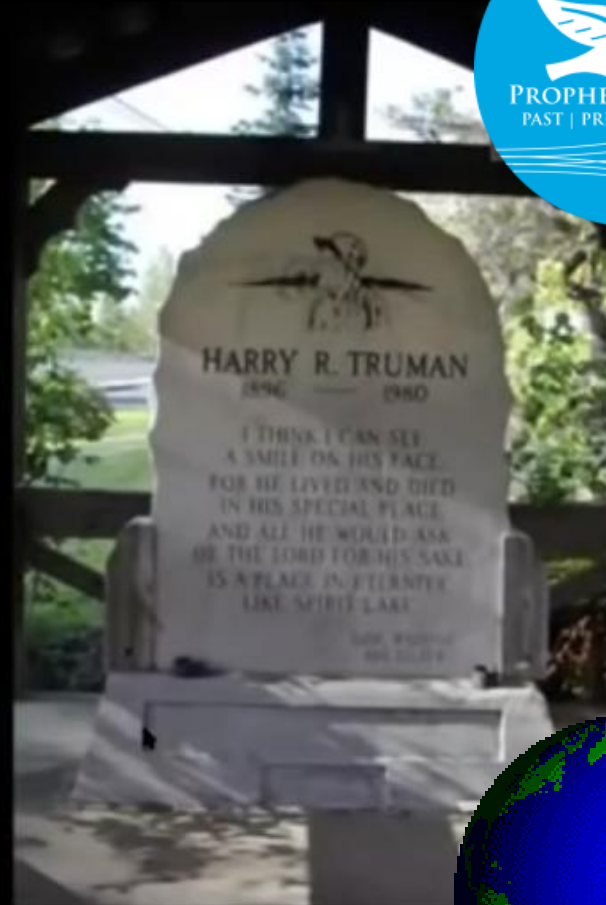 PROPHE
PAST | PR
HARRY R. TRUMAN
1896 — 1980
I THINK I CAN SEE
A SMILE ON HIS FACE
FOR HE LIVED AND DIED
IN HIS SPECIAL PLACE
AND ALL HE WOULD ASK
OF THE LORD FOR HIS SAKE
IS A PLACE IN ETERNITY
LIKE SPIRIT LAKE